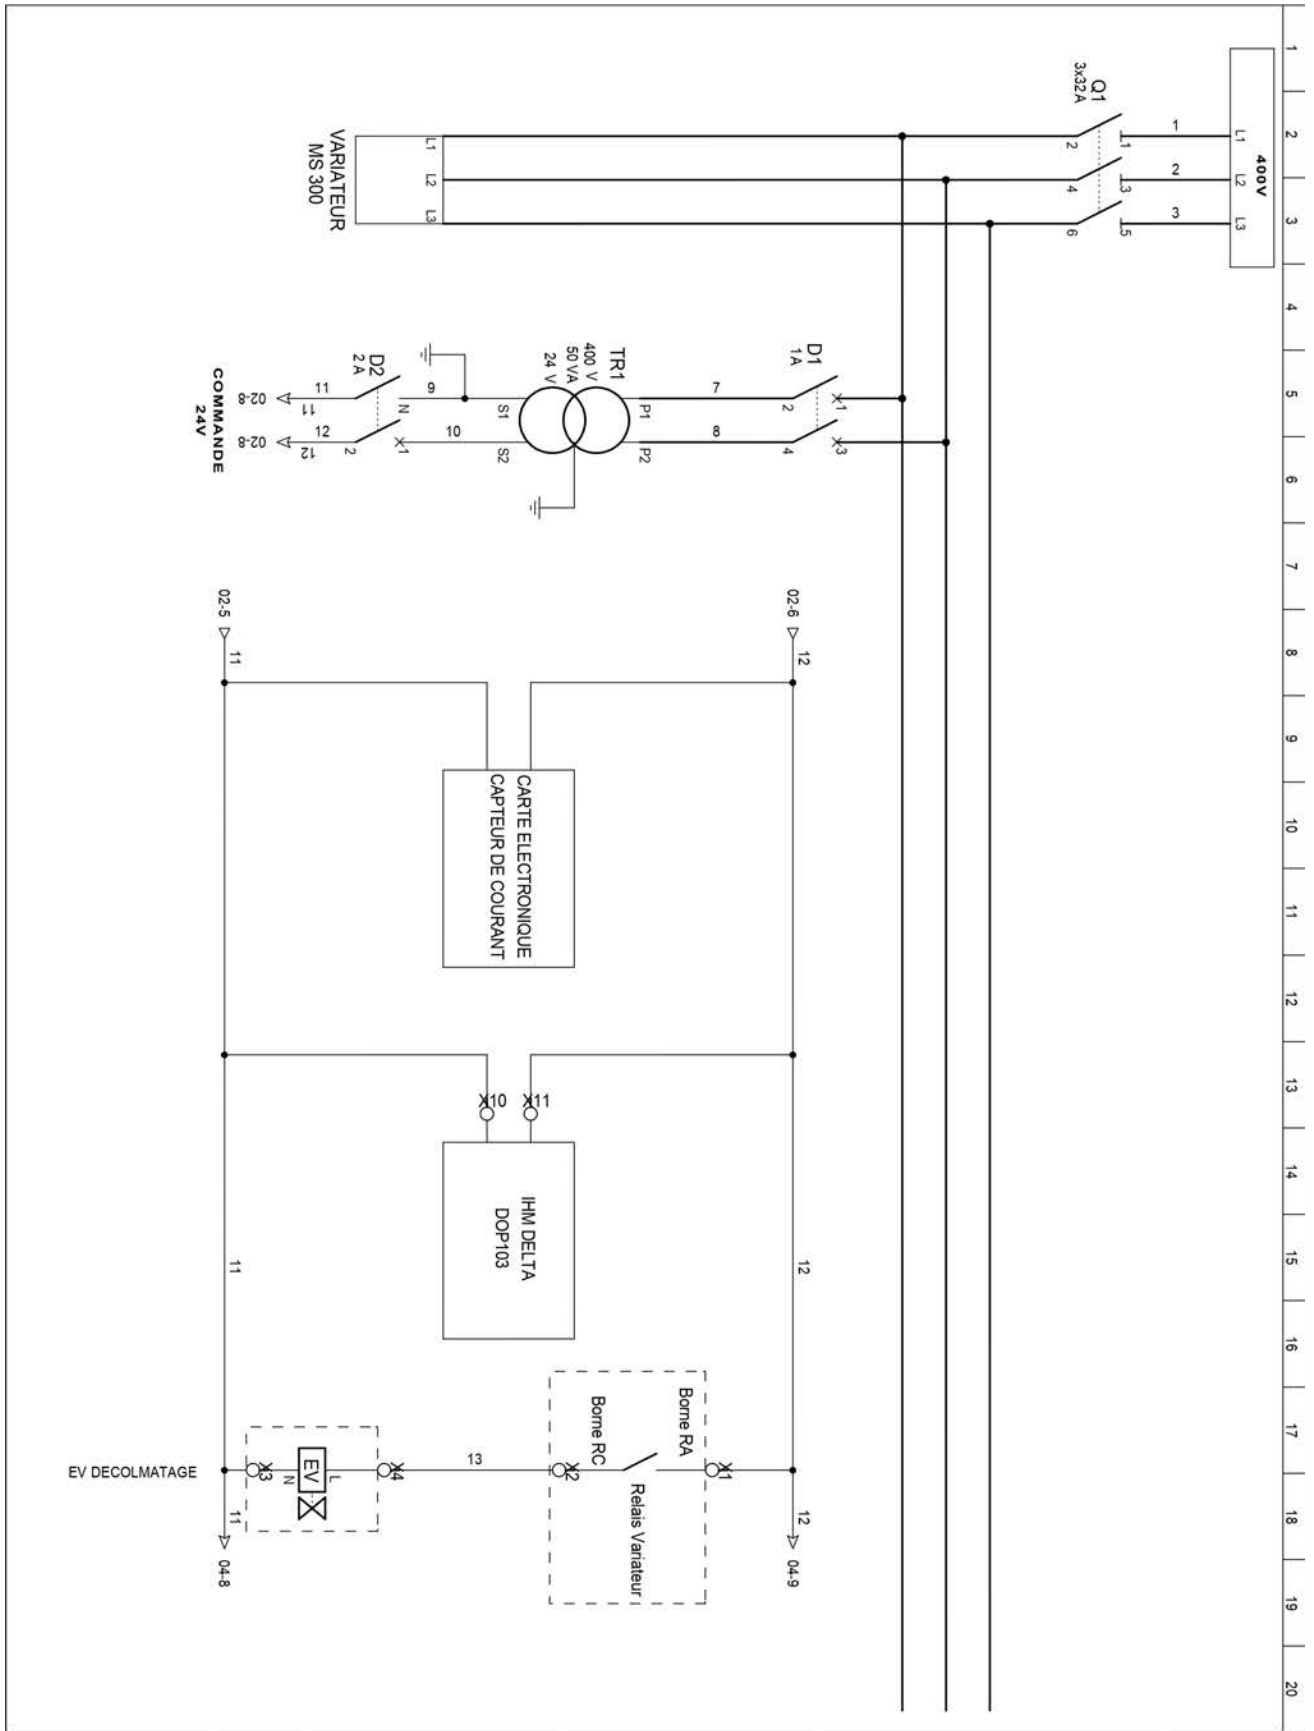 1
2
3
4
5
6
7
8
9
10
11
12
13
14
15
16
17
18
19
20
400V
L1
L2
L3
1
2
3
Q1
3x32A
1
3
5
2
4
6
L1
L2
L3
VARIATEUR
MS 300
D1
1A
1
3
2
4
7
8
TR1
400 V
50 VA
24 V
P1
P2
S1
S2
9
10
D2
2 A
N
1
2
11
12
11
12
02-8
02-8
COMMANDE
24V
02-6
12
02-5
11
CARTE ELECTRONIQUE
CAPTEUR DE COURANT
X11
X10
IHM DELTA
DOP103
12
11
Borne RA
X1
Relais Variateur
Borne RC
X2
13
X4
L
EV
N
X3
EV DECOLMATAGE
12
04-9
11
04-8